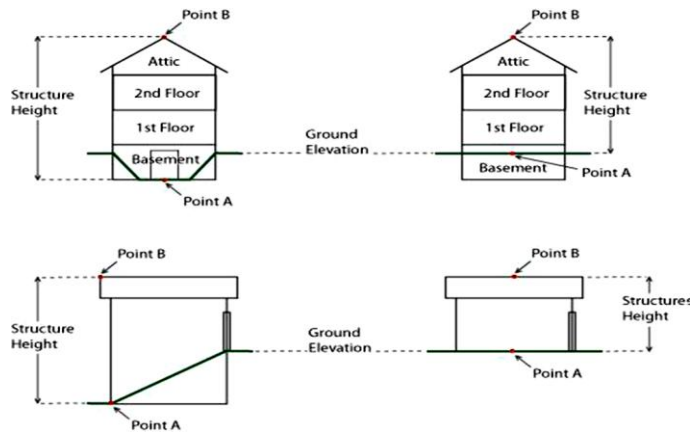 Point B
Structure
Height
Attic
2nd Floor
1st Floor
Basement
Point A
Ground
Elevation
Point B
Attic
2nd Floor
1st Floor
Basement
Structure
Height
Point A
Point B
Structure
Height
Point A
Ground
Elevation
Point B
Structures
Height
Point A